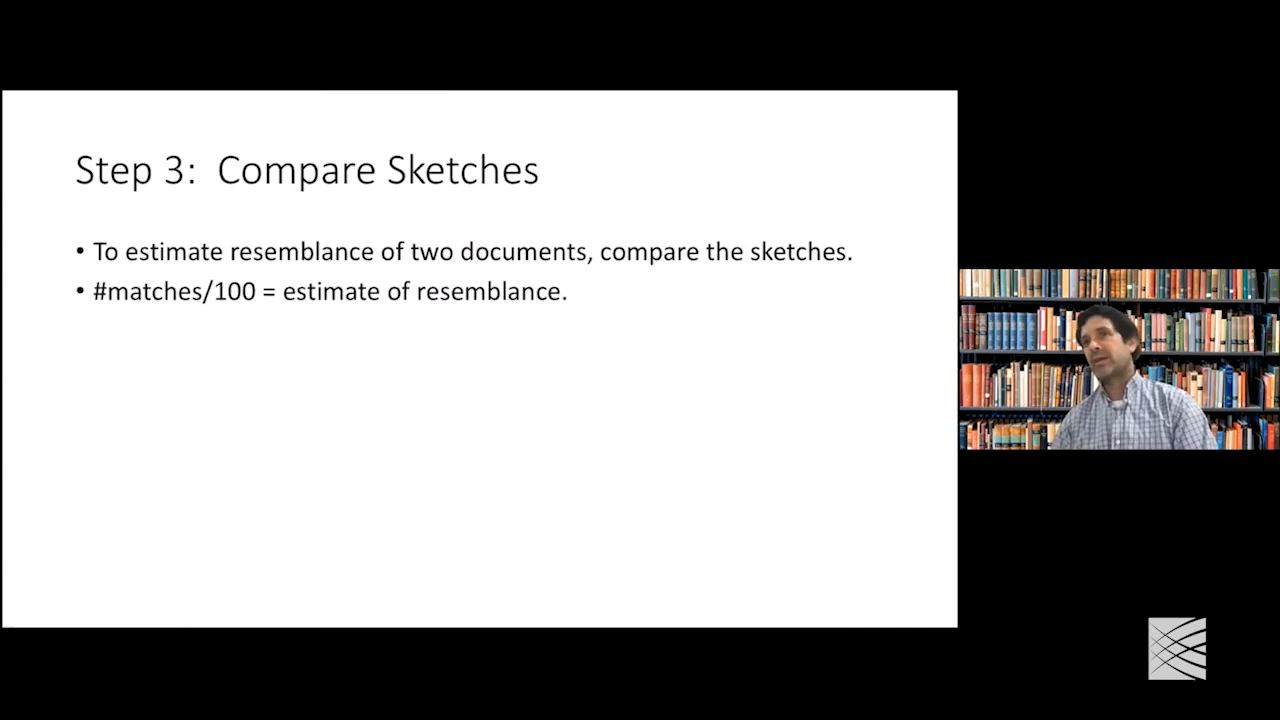 Step 3: Compare Sketches
• To estimate resemblance of two documents, compare the sketches.
• #matches/100 = estimate of resemblance.